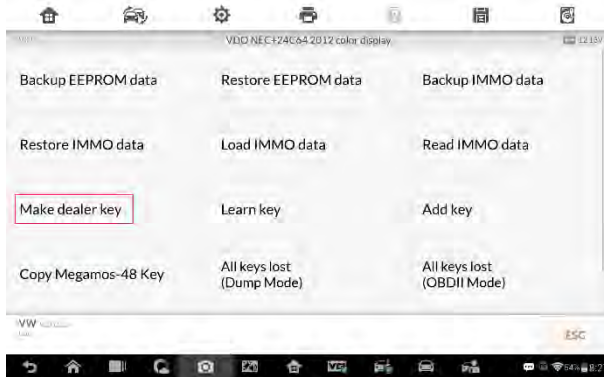 VDO NEC+24C64 2012 color display
Backup EEPROM data
Restore EEPROM data
Backup IMMO data
Restore IMMO data
Load IMMO data
Read IMMO data
Make dealer key
Learn key
Add key
Copy Megamos-48 Key
All keys lost
(Dump Mode)
All keys lost
(OBDII Mode)
VW
ESC
54%